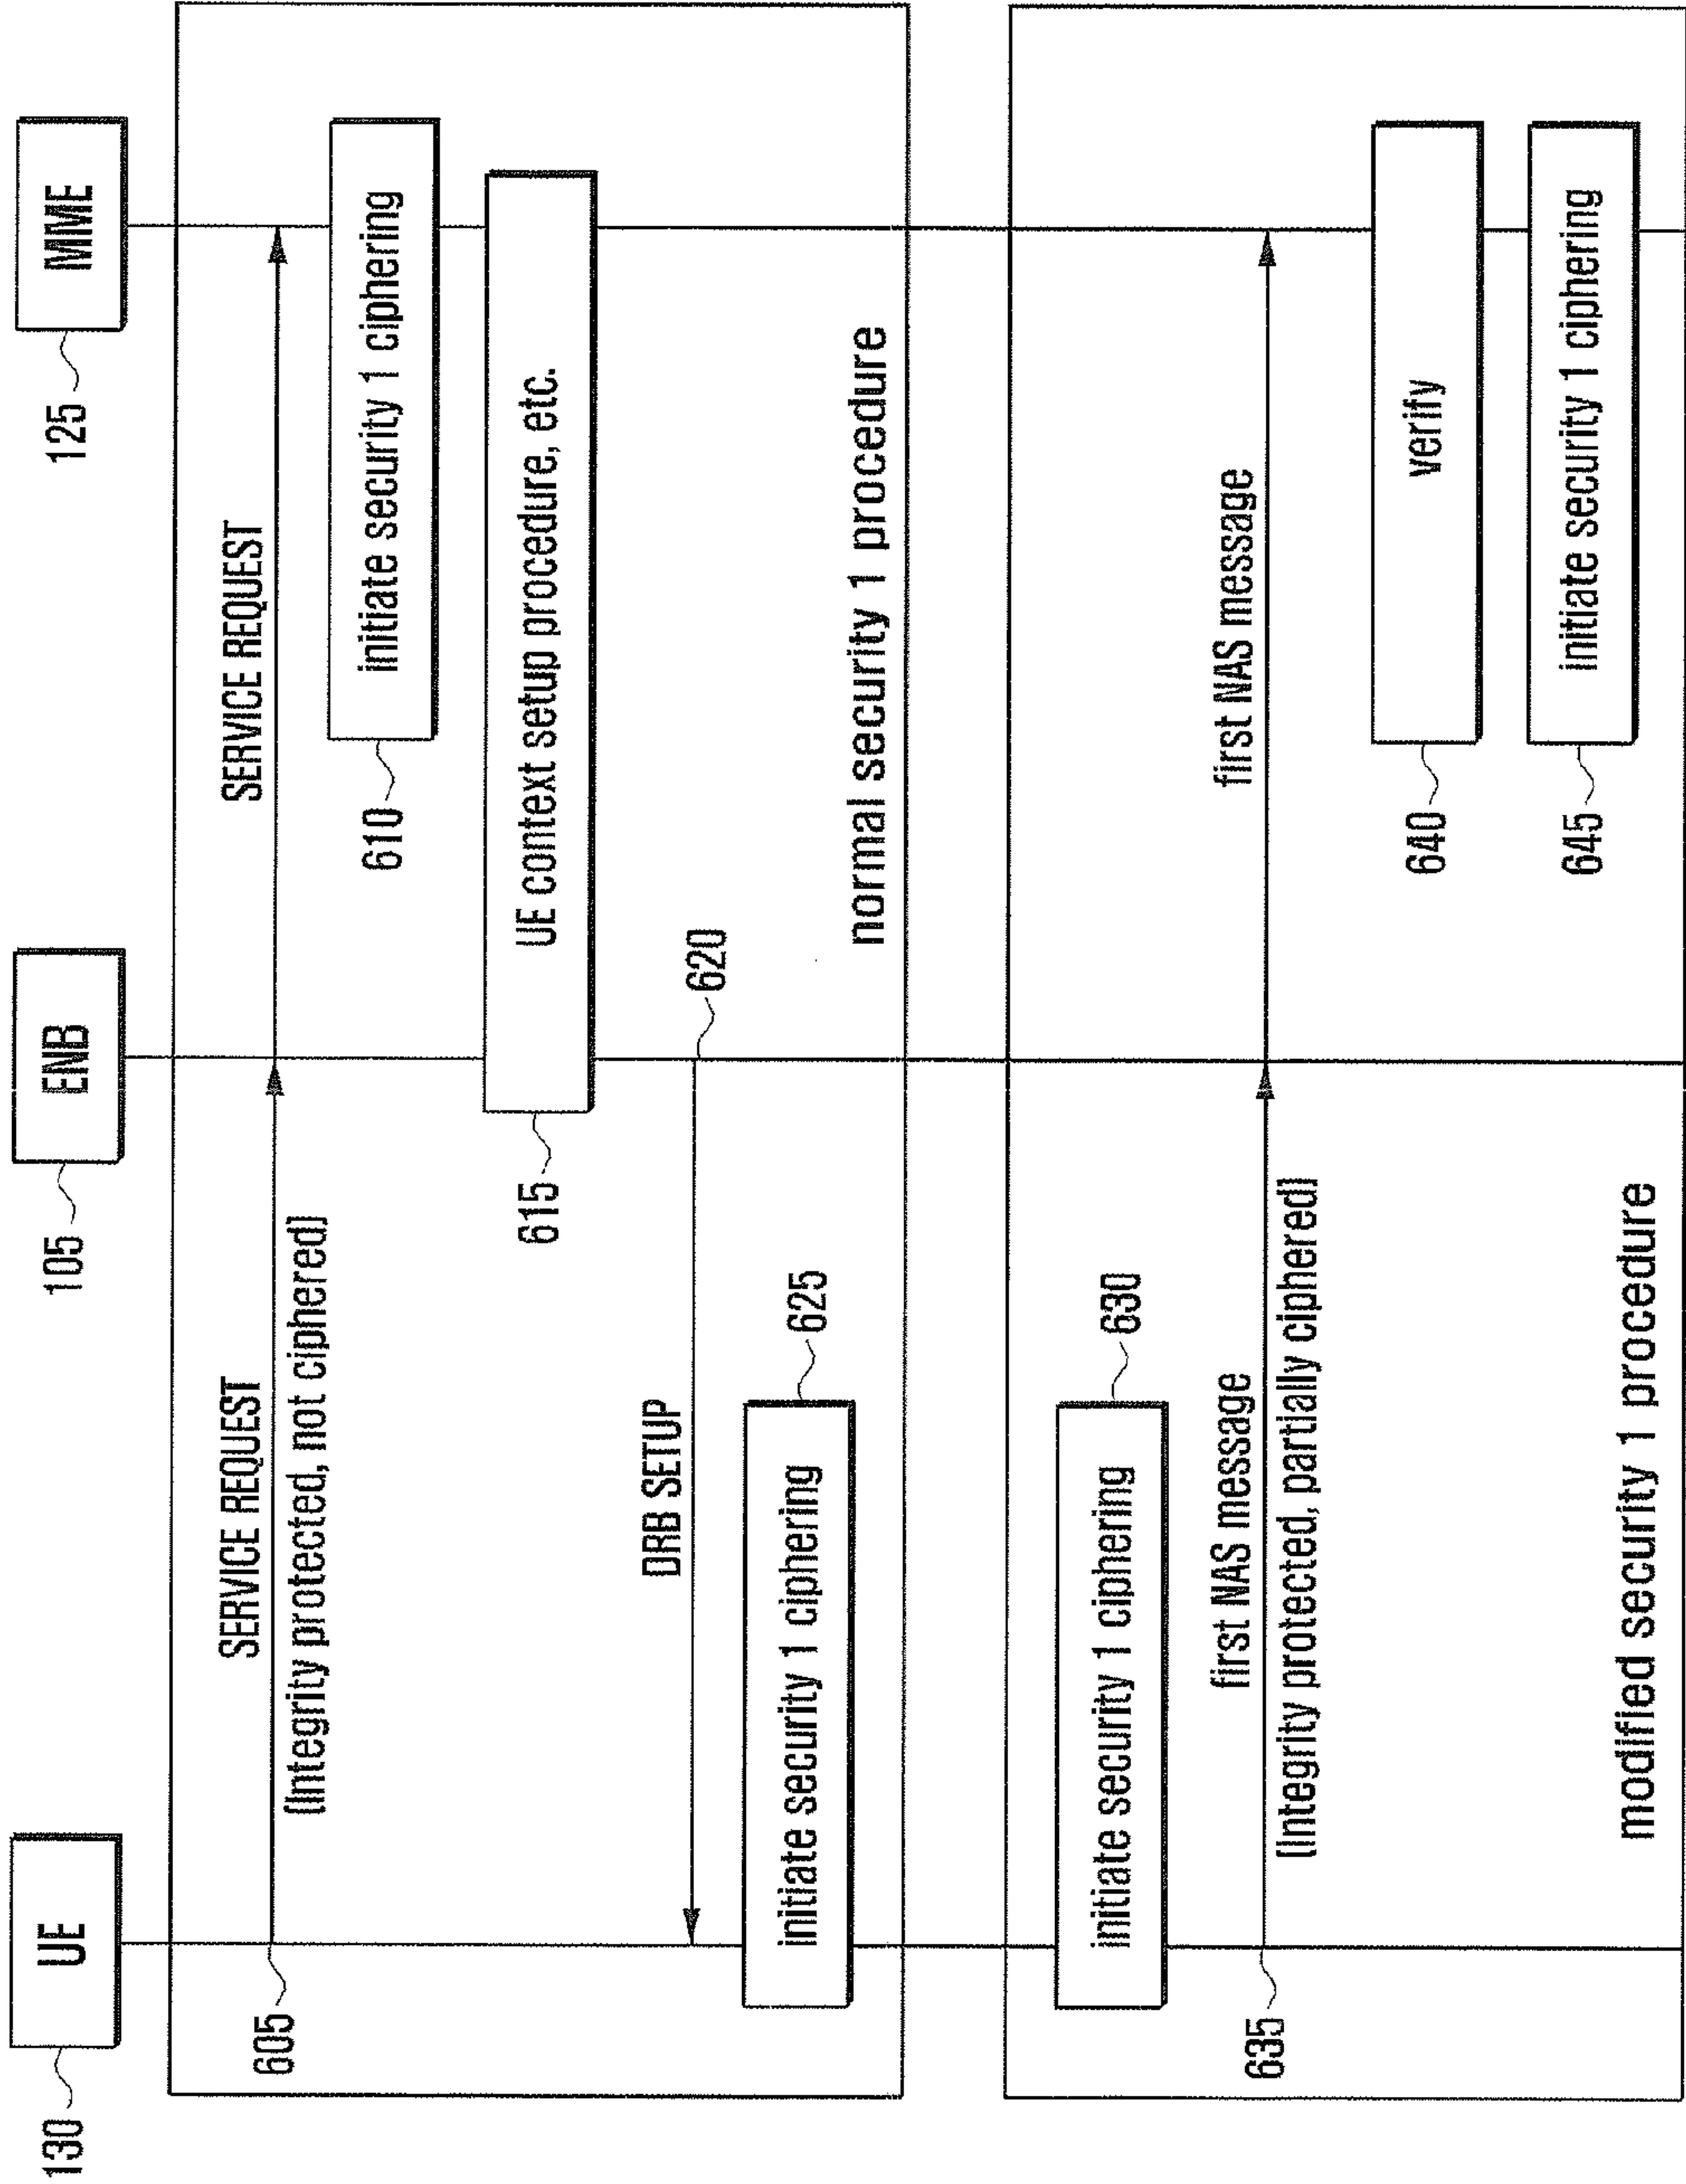 UE
130
ENB
105
MME
125
SERVICE REQUEST
(Integrity protected, not ciphered)
605
SERVICE REQUEST
initiate security 1 ciphering
610
UE context setup procedure, etc.
615
DRB SETUP
620
initiate security 1 ciphering
625
normal security 1 procedure
initiate security 1 ciphering
630
first NAS message
(Integrity protected, partially ciphered)
635
first NAS message
verify
640
initiate security 1 ciphering
645
modified security 1 procedure